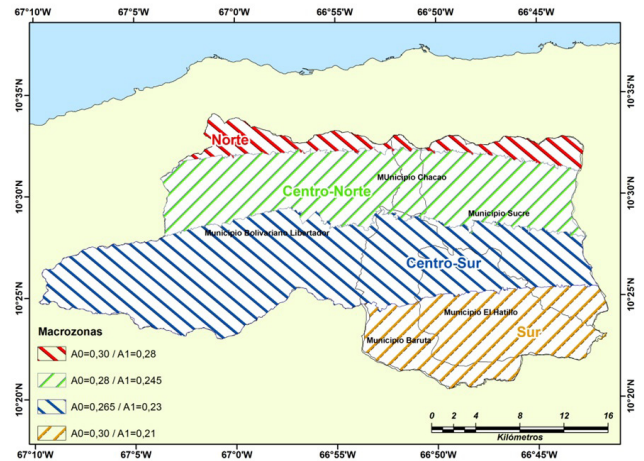 67°10'W 67°5'W 67°0'W 66°55'W 66°50'W 66°45'W
10°35'N 10°35'N
Norte
MUnicipio Chacao
Centro-Norte
10°30'N 10°30'N
Municipio Sucre
Municipio Bolivariano Libertador
Centro-Sur
10°25'N 10°25'N
Municipio El Hatillo
Sur
Municipio Baruta
Macrozonas
A0=0,30 / A1=0,28
A0=0,28 / A1=0,245
A0=0,265 / A1=0,23
A0=0,30 / A1=0,21
10°20'N 10°20'N
0 2 4 8 12 16
Kilómetros
67°10'W 67°5'W 67°0'W 66°55'W 66°50'W 66°45'W